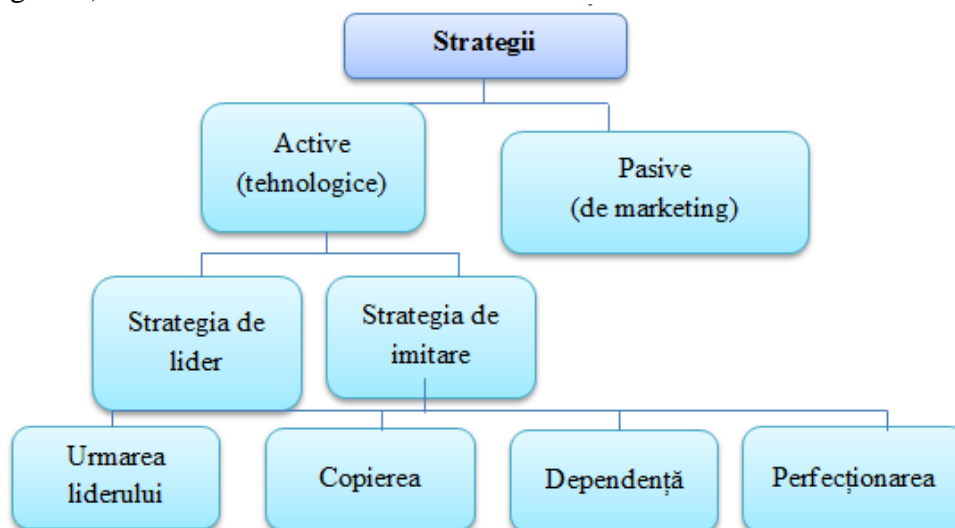 Strategii
Active
(tehnologice)
Pasive
(de marketing)
Strategia de
lider
Strategia de
imitare
Urmarea
liderului
Copierea
Dependență
Perfecționarea